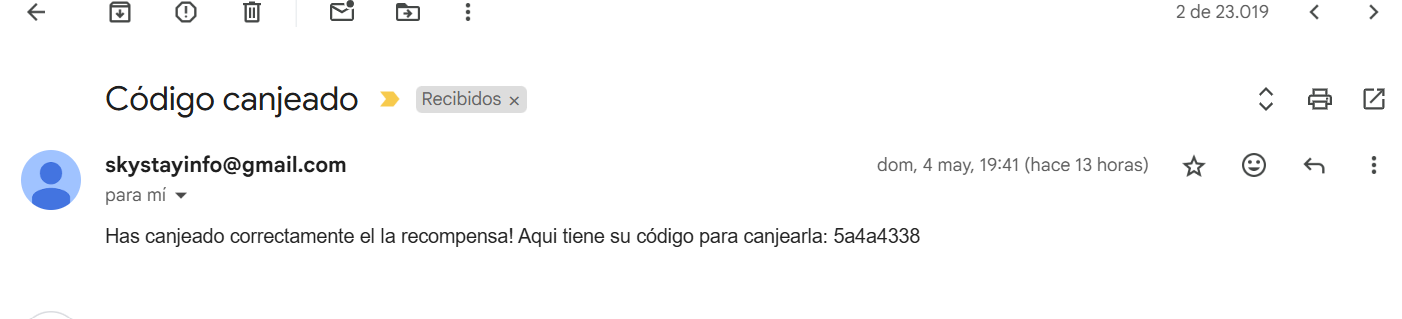 2 de 23.019
Código canjeado
Recibidos ×
skystayinfo@gmail.com
dom, 4 may, 19:41 (hace 13 horas)
para mí
Has canjeado correctamente el la recompensa! Aqui tiene su código para canjearla: 5a4a4338